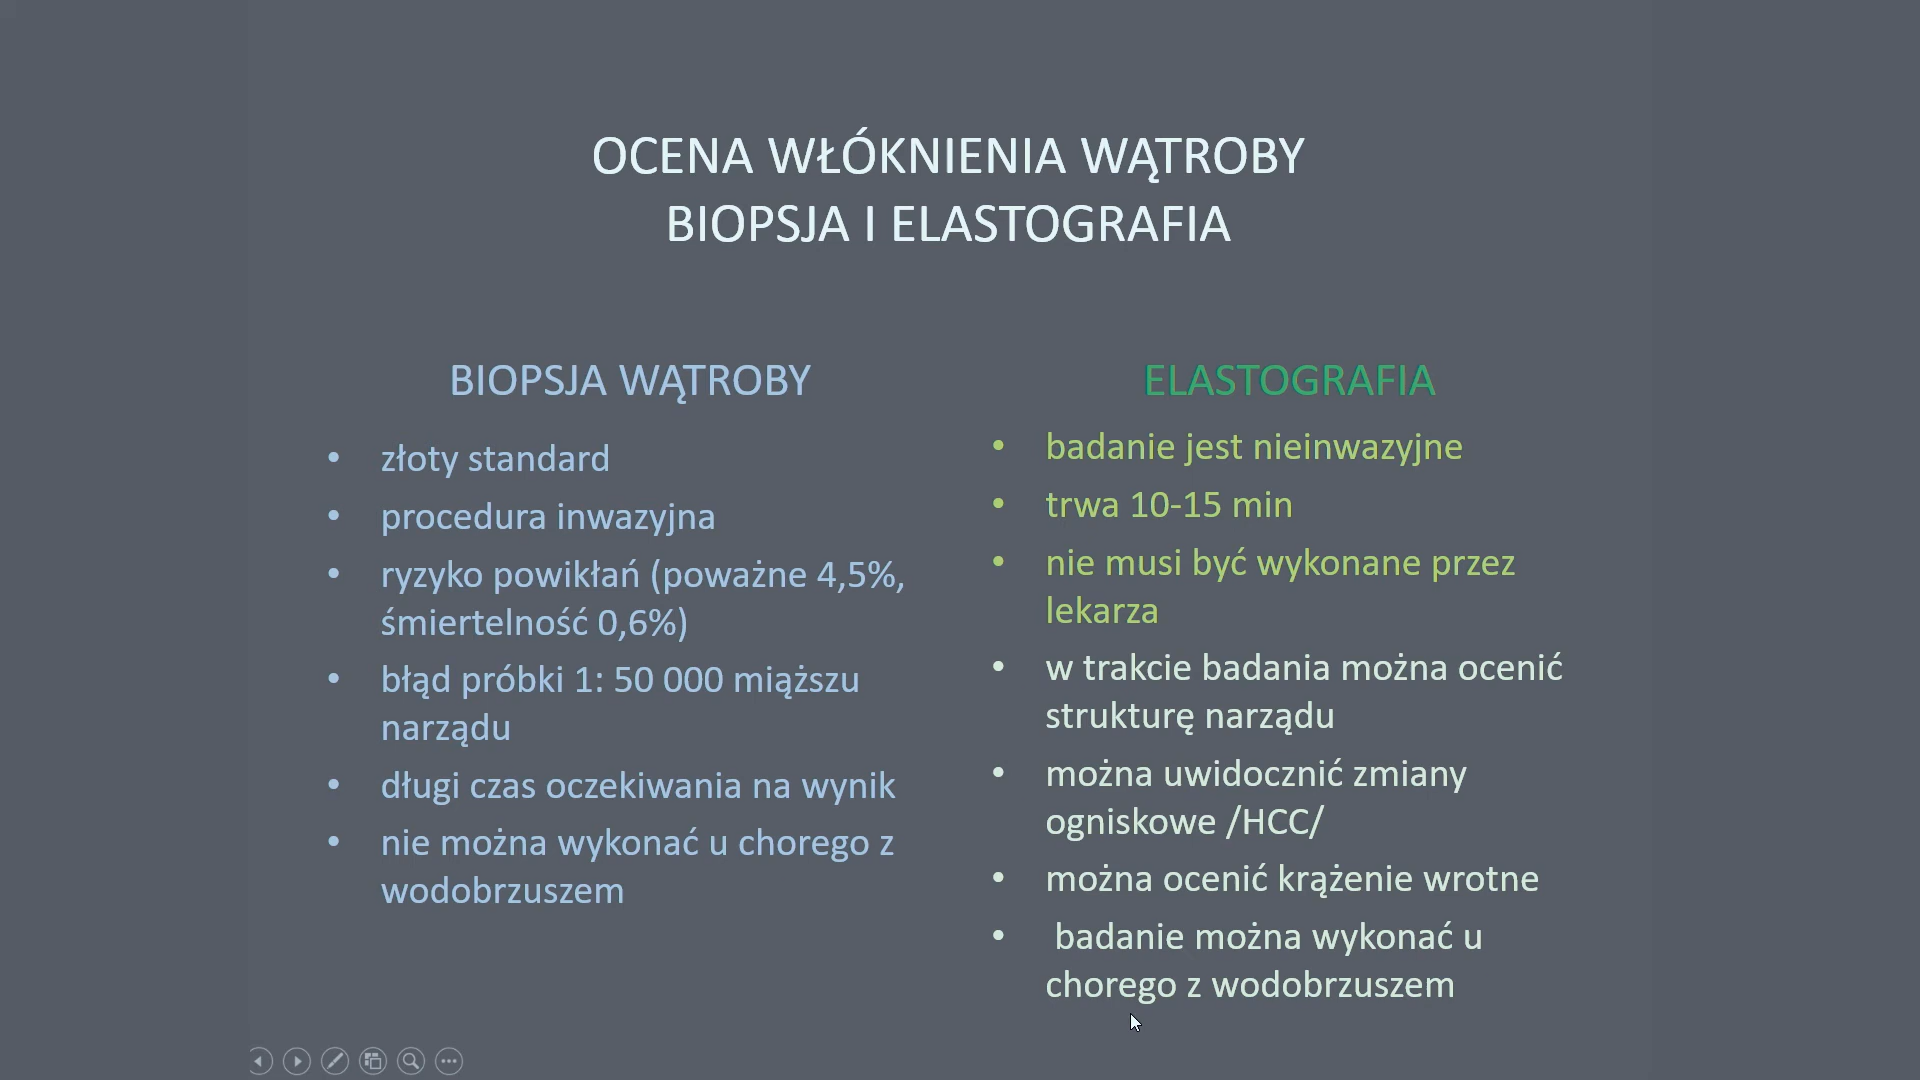 OCENA WŁÓKNIENIA WĄTROBY
BIOPSJA I ELASTOGRAFIA
BIOPSJA WĄTROBY
• złoty standard
• procedura inwazyjna
• ryzyko powikłań (poważne 4,5%,
śmiertelność 0,6%)
• błąd próbki 1: 50 000 miąższu
narządu
• długi czas oczekiwania na wynik
• nie można wykonać u chorego z
wodobrzuszem
ELASTOGRAFIA
• badanie jest nieinwazyjne
• trwa 10-15 min
• nie musi być wykonane przez
lekarza
• w trakcie badania można ocenić
strukturę narządu
• można uwidocznić zmiany
ogniskowe /HCC/
• można ocenić krążenie wrotne
• badanie można wykonać u
chorego z wodobrzuszem